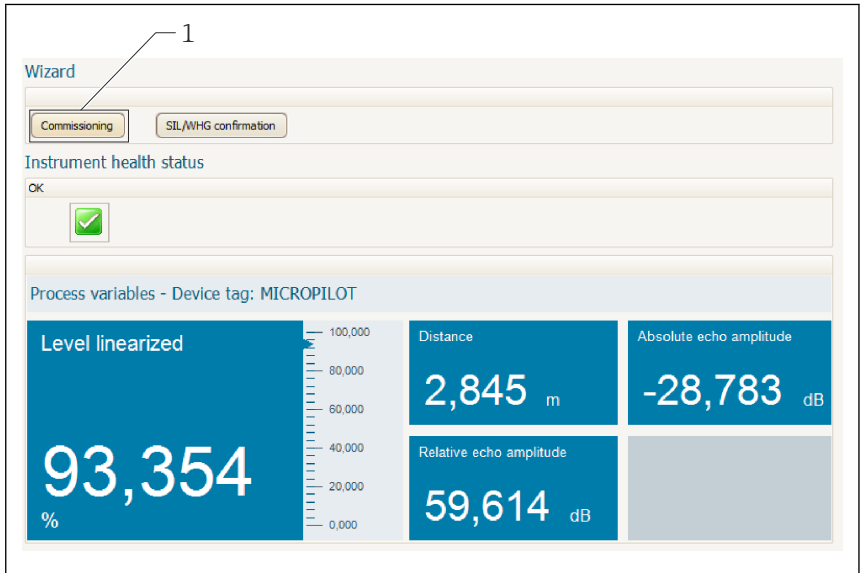 1
Wizard
Commissioning
SIL/WHG confirmation
Instrument health status
OK
Process variables - Device tag: MICROPILOT
Level linearized
93,354
%
100,000
80,000
60,000
40,000
20,000
0,000
Distance
2,845 m
Absolute echo amplitude
-28,783 dB
Relative echo amplitude
59,614 dB